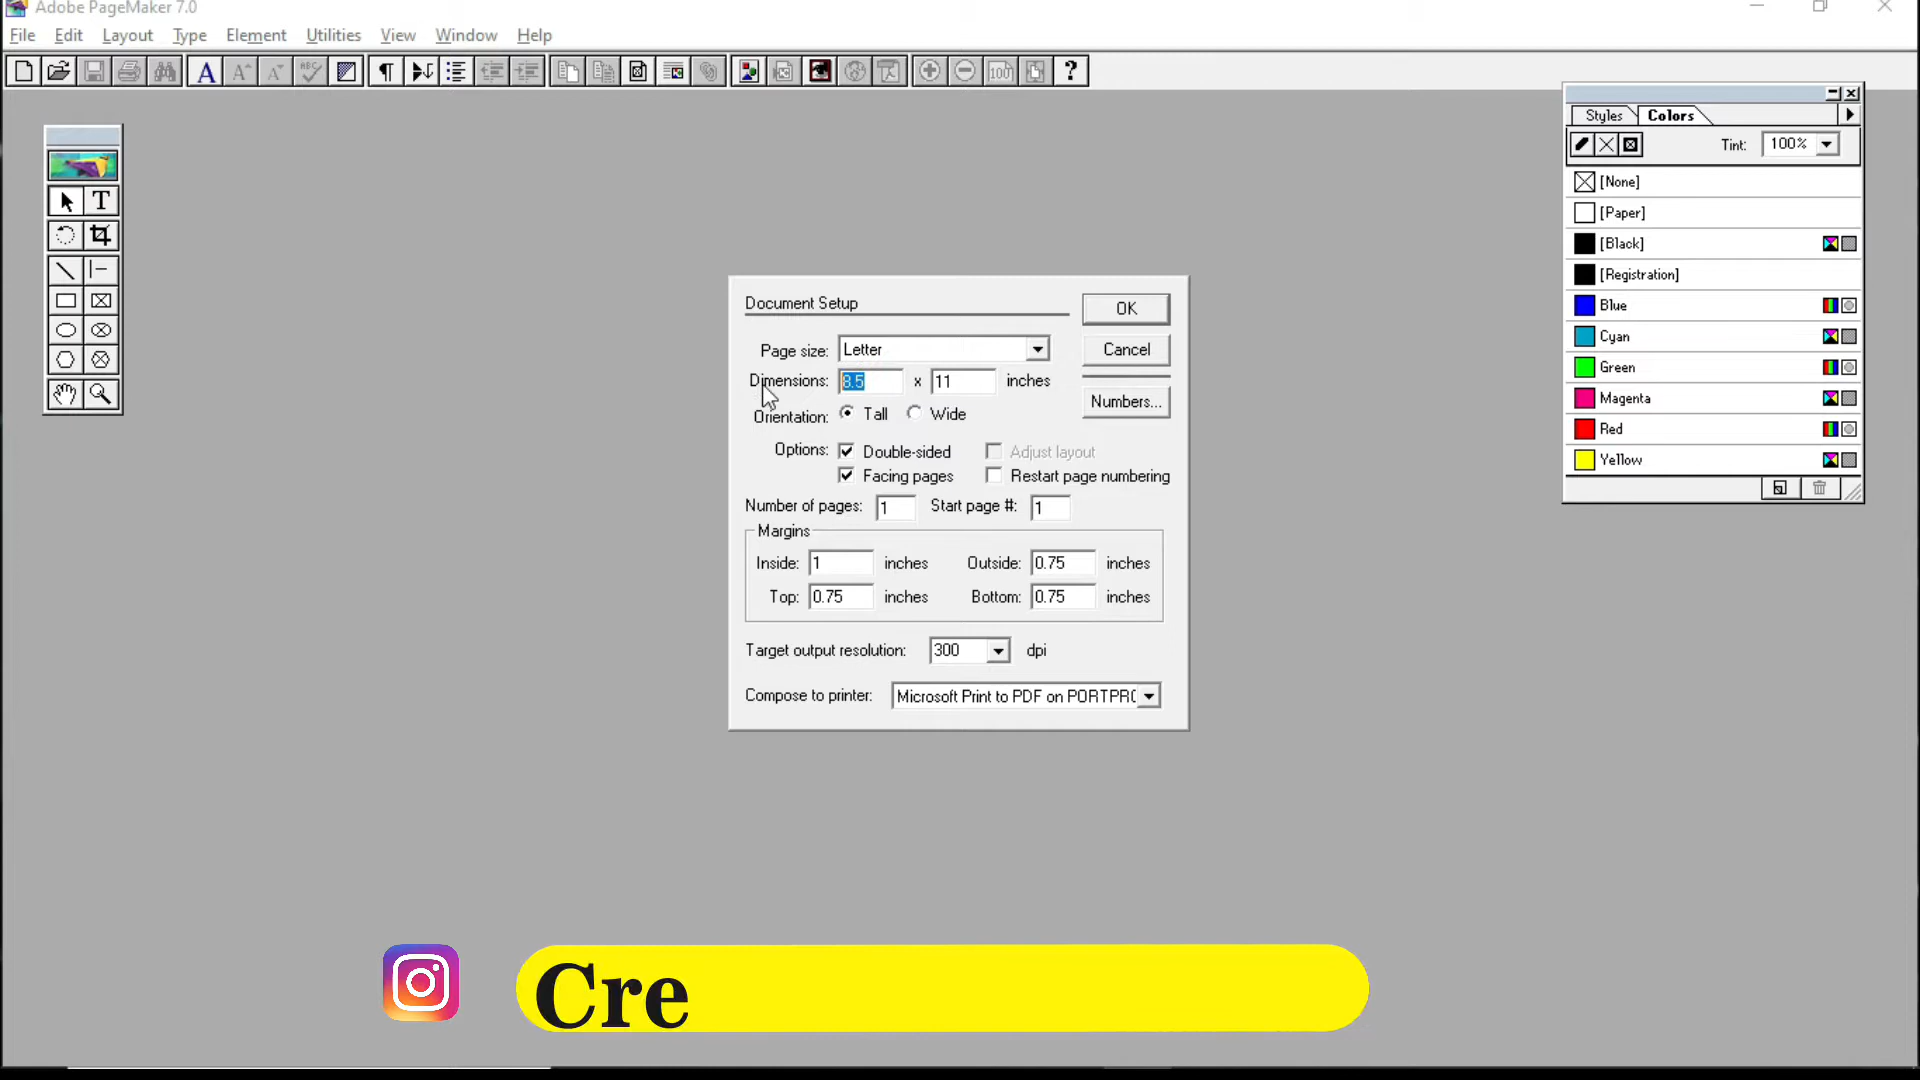 Adobe PageMaker 7.0
File Edit Layout Type Element Utilities View Window Help
Styles Colors
Tint: 100%
[None]
[Paper]
[Black]
[Registration]
Blue
Cyan
Green
Magenta
Red
Yellow
Document Setup
OK
Page size: Letter
Cancel
Dimensions: 8.5 x 11 inches
Numbers...
Orientation: Tall Wide
Options: Double-sided Adjust layout
Facing pages Restart page numbering
Number of pages: 1 Start page #: 1
Margins
Inside: 1 inches Outside: 0.75 inches
Top: 0.75 inches Bottom: 0.75 inches
Target output resolution: 300 dpi
Compose to printer: Microsoft Print to PDF on PORTPRO
Cre